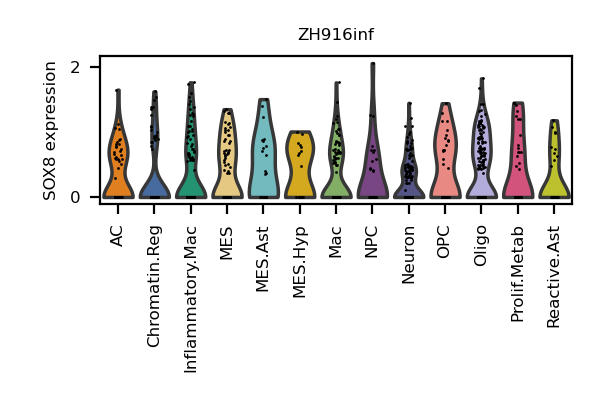 ZH916inf
SOX8 expression
2
0
AC
Chromatin.Reg
Inflammatory.Mac
MES
MES.Ast
MES.Hyp
Mac
NPC
Neuron
OPC
Oligo
Prolif.Metab
Reactive.Ast